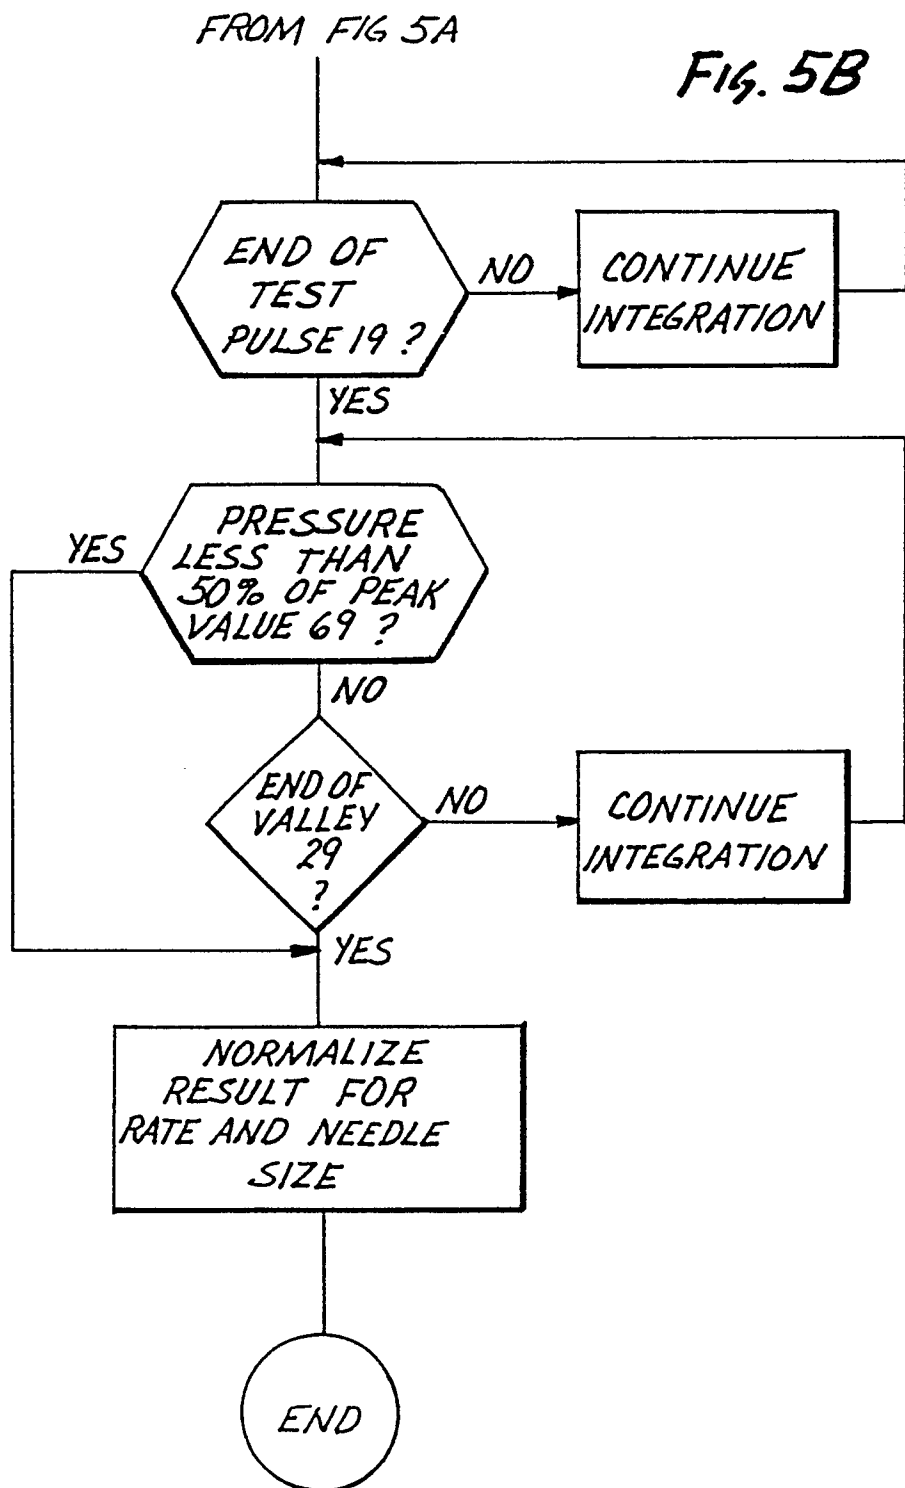 FROM FIG 5A
FIG. 5B
END OF
TEST
PULSE 19 ?
NO
CONTINUE
INTEGRATION
YES
PRESSURE
LESS THAN
50% OF PEAK
VALUE 69 ?
YES
NO
END OF
VALLEY
29
?
NO
CONTINUE
INTEGRATION
YES
NORMALIZE
RESULT FOR
RATE AND NEEDLE
SIZE
END